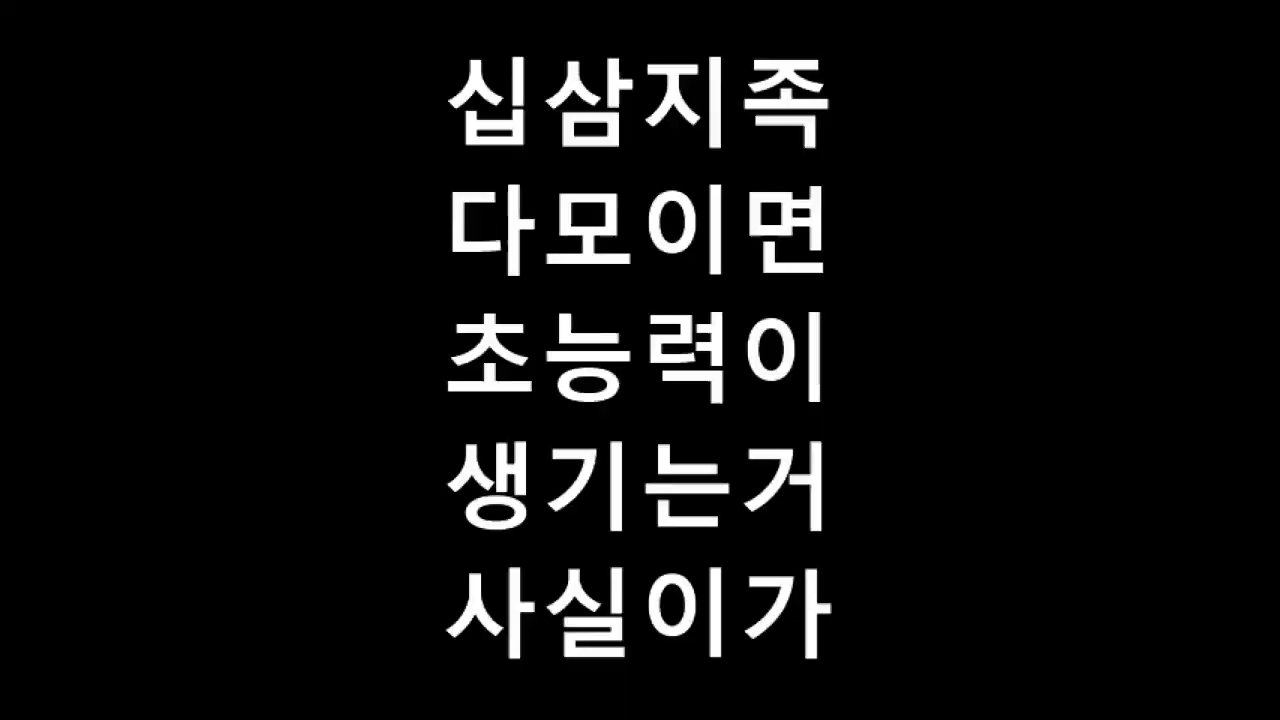 십삼지족
다모이면
초능력이
생기는거
사실이가